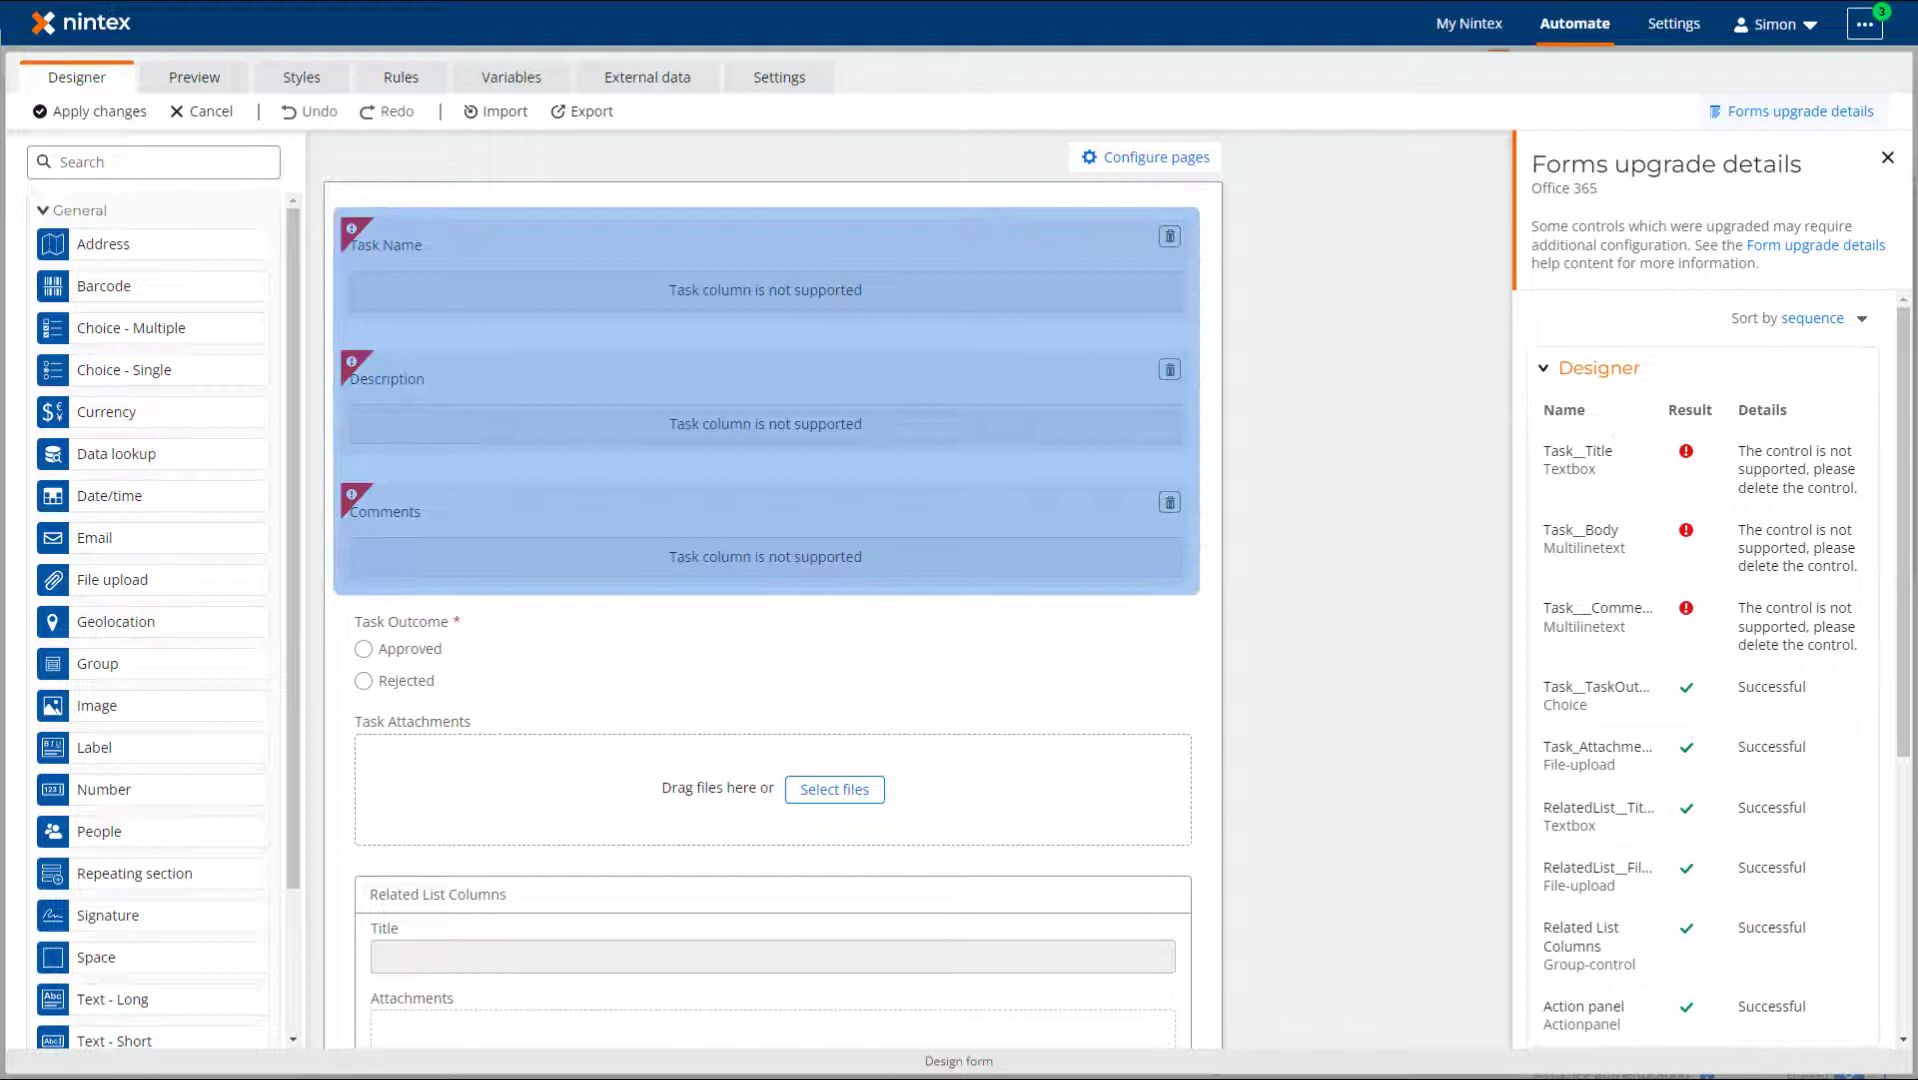 nintex
My Nintex
Automate
Settings
Simon
3
Designer
Preview
Styles
Rules
Variables
External data
Settings
Apply changes
Cancel
Undo
Redo
Import
Export
Forms upgrade details
Search
General
Address
Barcode
Choice - Multiple
Choice - Single
Currency
Data lookup
Date/time
Email
File upload
Geolocation
Group
Image
Label
Number
People
Repeating section
Signature
Space
Text - Long
Text - Short
Configure pages
Task Name
Task column is not supported
Description
Task column is not supported
Comments
Task column is not supported
Task Outcome *
Approved
Rejected
Task Attachments
Drag files here or
Select files
Related List Columns
Title
Attachments
Forms upgrade details
Office 365
Some controls which were upgraded may require
additional configuration. See the Form upgrade details
help content for more information.
Sort by sequence
Designer
Name Result Details
Task__Title
Textbox
The control is not
supported, please
delete the control.
Task__Body
Multilinetext
The control is not
supported, please
delete the control.
Task___Comme...
Multilinetext
The control is not
supported, please
delete the control.
Task__TaskOut...
Choice
Successful
Task_Attachme...
File-upload
Successful
RelatedList__Tit...
Textbox
Successful
RelatedList__Fil...
File-upload
Successful
Related List
Columns
Group-control
Successful
Action panel
Actionpanel
Successful
Design form